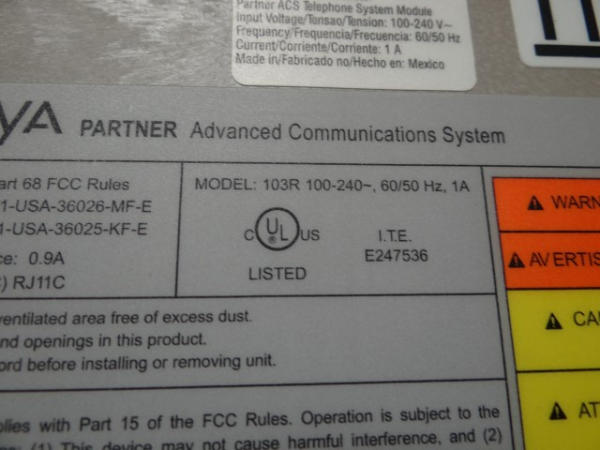 Partner ACS Telephone System Module
Input Voltage/Tensao/Tension: 100-240 V~
Frequency/Frequencia/Frecuencia: 60/50 Hz
Current/Corriente/Corriente: 1 A
Made in/Fabricado no/Hecho en: Mexico
YA PARTNER Advanced Communications System
art 68 FCC Rules
1-USA-36026-MF-E
1-USA-36025-KF-E
ce: 0.9A
C) RJ11C
MODEL: 103R 100-240~, 60/50 Hz, 1A
C UL US
LISTED
I.T.E.
E247536
WARN
AVERTIS
CAU
AT
ventilated area free of excess dust.
nd openings in this product.
ord before installing or removing unit.
plies with Part 15 of the FCC Rules. Operation is subject to the
(1) This device may not cause harmful interference, and (2)